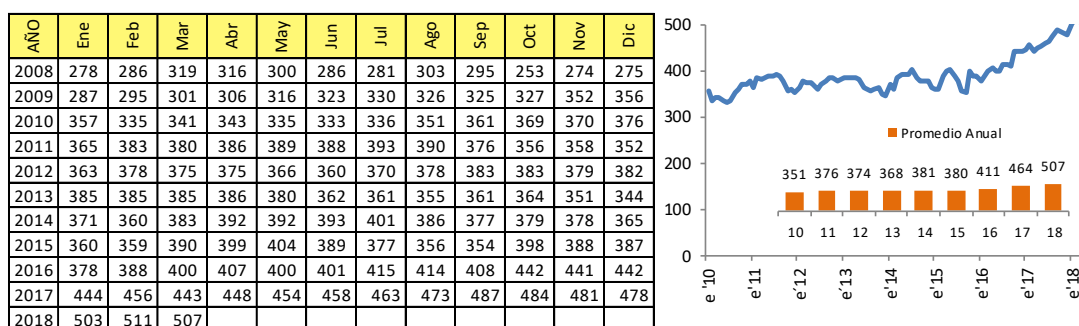 AÑO Ene Feb Mar Abr May Jun Jul Ago Sep Oct Nov Dic
2008 278 286 319 316 300 286 281 303 295 253 274 275
2009 287 295 301 306 316 323 330 326 325 327 352 356
2010 357 335 341 343 335 333 336 351 361 369 370 376
2011 365 383 380 386 389 388 393 390 376 356 358 352
2012 363 378 375 375 366 360 370 378 383 383 379 382
2013 385 385 385 386 380 362 361 355 361 364 351 344
2014 371 360 383 392 392 393 401 386 377 379 378 365
2015 360 359 390 399 404 389 377 356 354 398 388 387
2016 378 388 400 407 400 401 415 414 408 442 441 442
2017 444 456 443 448 454 458 463 473 487 484 481 478
2018 503 511 507
500
400
300
200
100
0
Promedio Anual
351 376 374 368 381 380 411 464 507
10 11 12 13 14 15 16 17 18
e '10 e'11 e'12 e´13 e'14 e'15 e'16 e'17 e'18